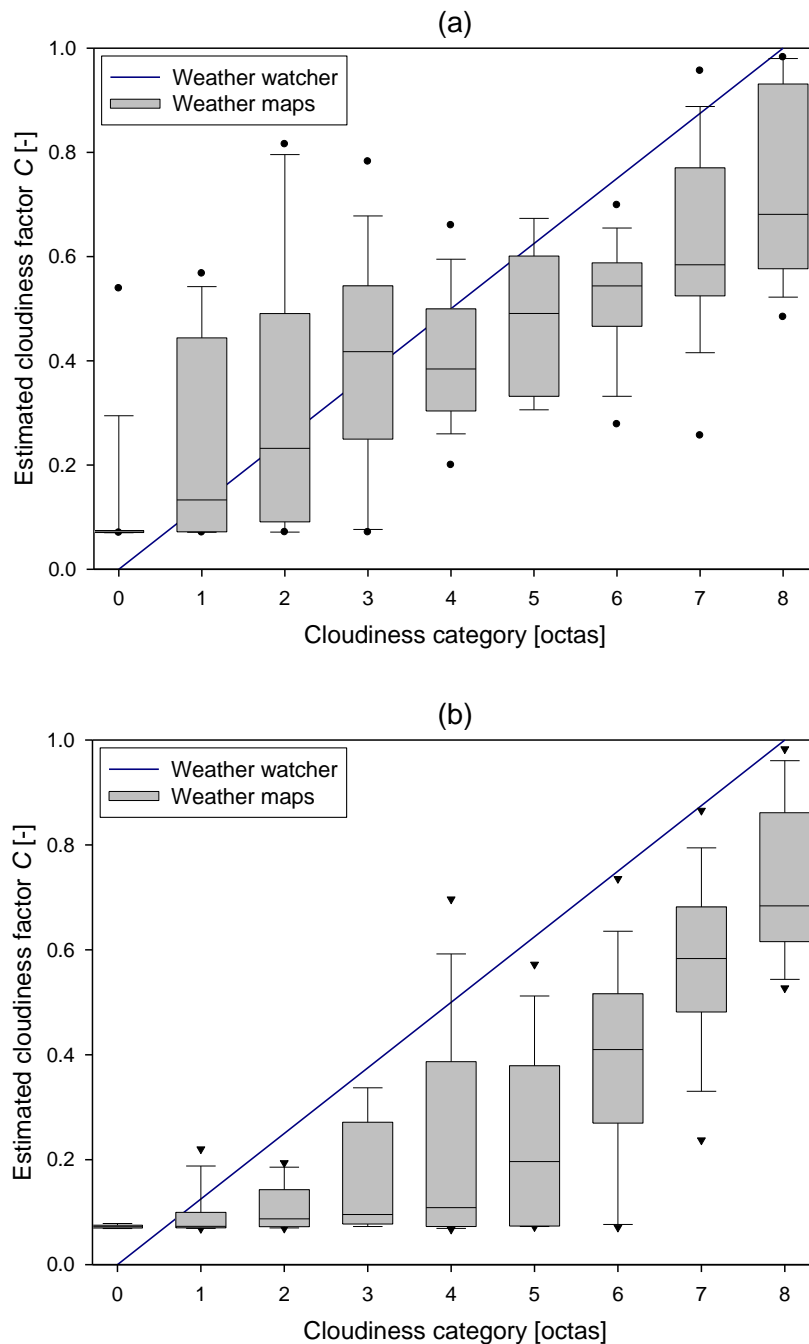 (a)
Estimated cloudiness factor C [-]
1.0
0.8
0.6
0.4
0.2
0.0
Weather watcher
Weather maps
0 1 2 3 4 5 6 7 8
Cloudiness category [octas]
(b)
Estimated cloudiness factor C [-]
1.0
0.8
0.6
0.4
0.2
0.0
Weather watcher
Weather maps
0 1 2 3 4 5 6 7 8
Cloudiness category [octas]